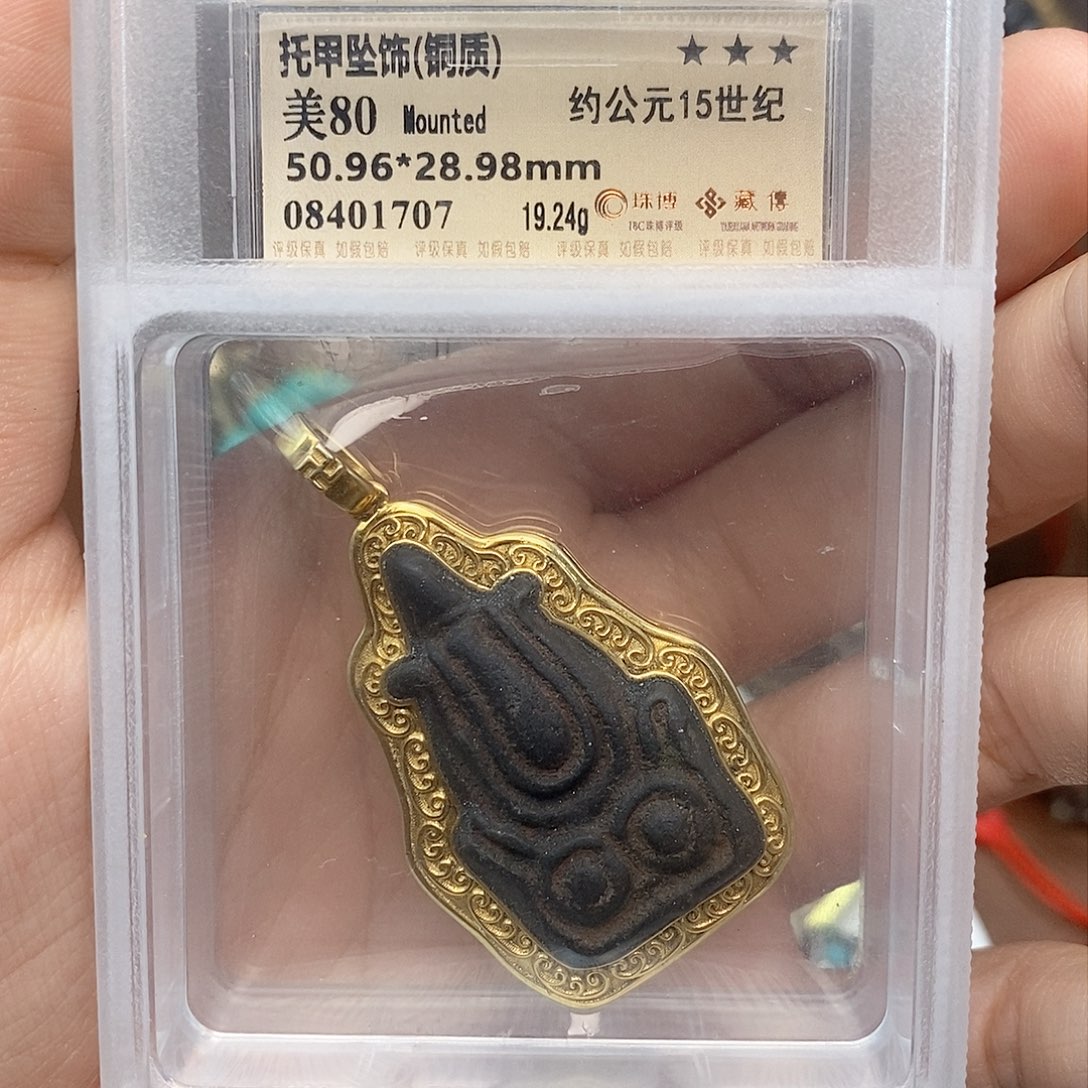 托甲坠饰(铜质) ★★★
美80 Mounted 约公元15世纪
50.96*28.98mm
08401707 19.24g 珠博 藏傳
评级保真 如假包赔 评级保真 如假包赔 评级保真 如假包赔 评级保真 如假包赔
卍